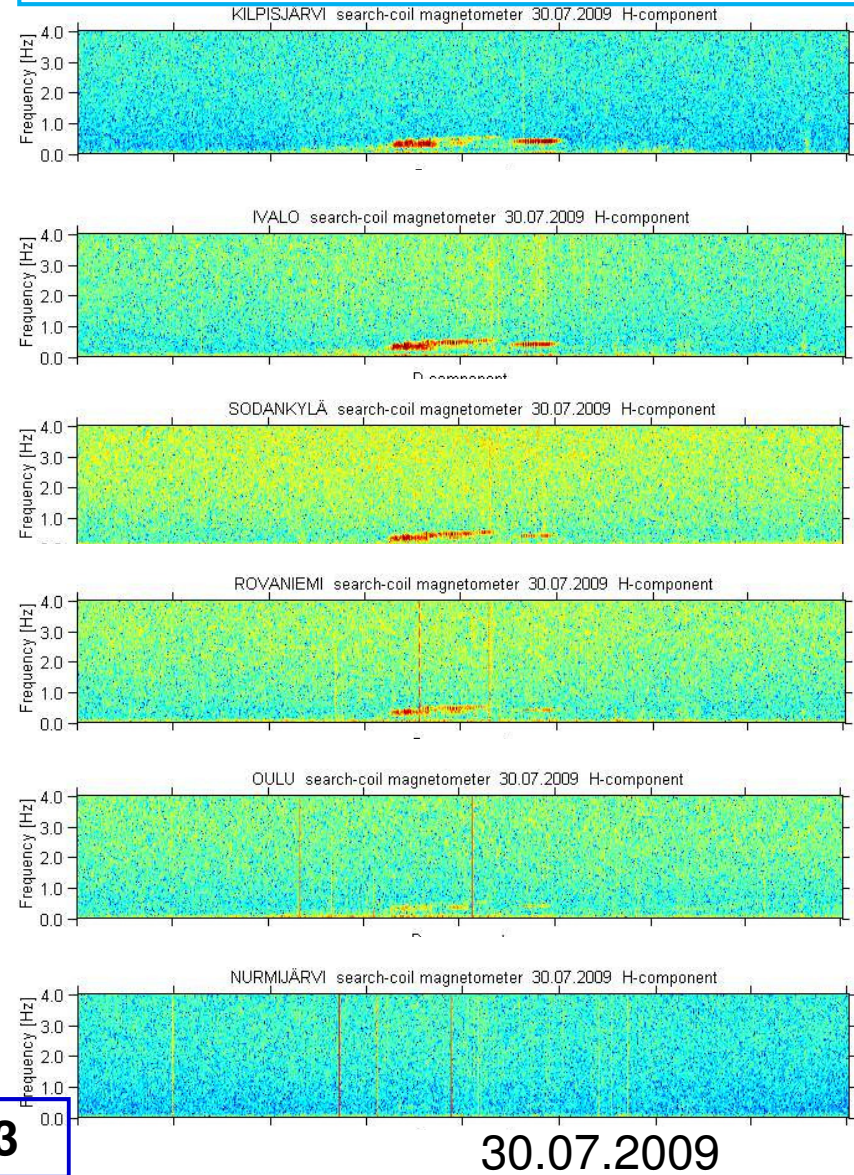 KILPISJÄRVI search-coil magnetometer 30.07.2009 H-component
Frequency [Hz]
4.0
3.0
2.0
1.0
0.0
IVALO search-coil magnetometer 30.07.2009 H-component
Frequency [Hz]
4.0
3.0
2.0
1.0
0.0
D-component
SODANKYLÄ search-coil magnetometer 30.07.2009 H-component
Frequency [Hz]
4.0
3.0
2.0
1.0
ROVANIEMI search-coil magnetometer 30.07.2009 H-component
Frequency [Hz]
4.0
3.0
2.0
1.0
0.0
OULU search-coil magnetometer 30.07.2009 H-component
Frequency [Hz]
4.0
3.0
2.0
1.0
0.0
NURMIJÄRVI search-coil magnetometer 30.07.2009 H-component
Frequency [Hz]
4.0
3.0
2.0
1.0
0.0
3
30.07.2009